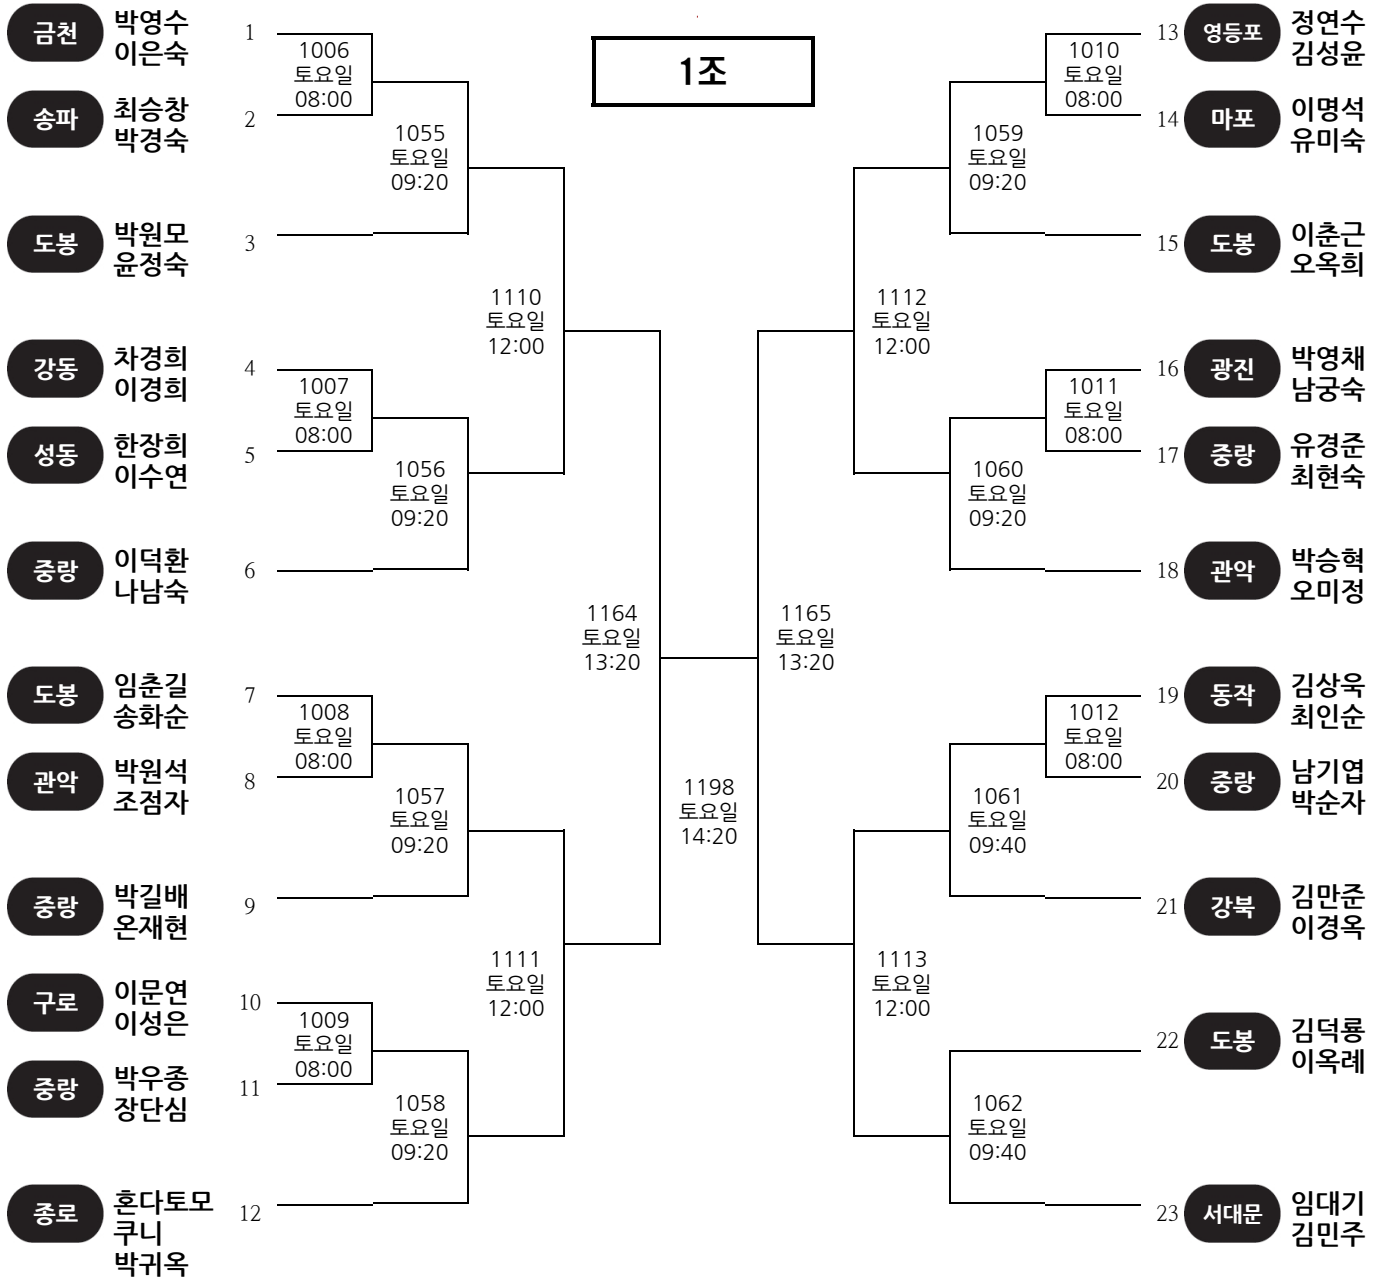 1조
금천
박영수
이은숙
1
1006
토요일
08:00
송파
최승창
박경숙
2
1055
토요일
09:20
도봉
박원모
윤정숙
3
1110
토요일
12:00
강동
차경희
이경희
4
1007
토요일
08:00
성동
한장희
이수연
5
1056
토요일
09:20
중랑
이덕환
나남숙
6
1164
토요일
13:20
도봉
임춘길
송화순
7
1008
토요일
08:00
관악
박원석
조점자
8
1057
토요일
09:20
중랑
박길배
온재현
9
1111
토요일
12:00
구로
이문연
이성은
10
1009
토요일
08:00
중랑
박우종
장단심
11
1058
토요일
09:20
종로
혼다토모
쿠니
박귀옥
12
1198
토요일
14:20
13
영등포
정연수
김성윤
1010
토요일
08:00
14
마포
이명석
유미숙
1059
토요일
09:20
15
도봉
이춘근
오옥희
1112
토요일
12:00
16
광진
박영채
남궁숙
1011
토요일
08:00
17
중랑
유경준
최현숙
1060
토요일
09:20
18
관악
박승혁
오미정
1165
토요일
13:20
19
동작
김상욱
최인순
1012
토요일
08:00
20
중랑
남기엽
박순자
1061
토요일
09:40
21
강북
김만준
이경옥
1113
토요일
12:00
22
도봉
김덕룡
이옥례
1062
토요일
09:40
23
서대문
임대기
김민주